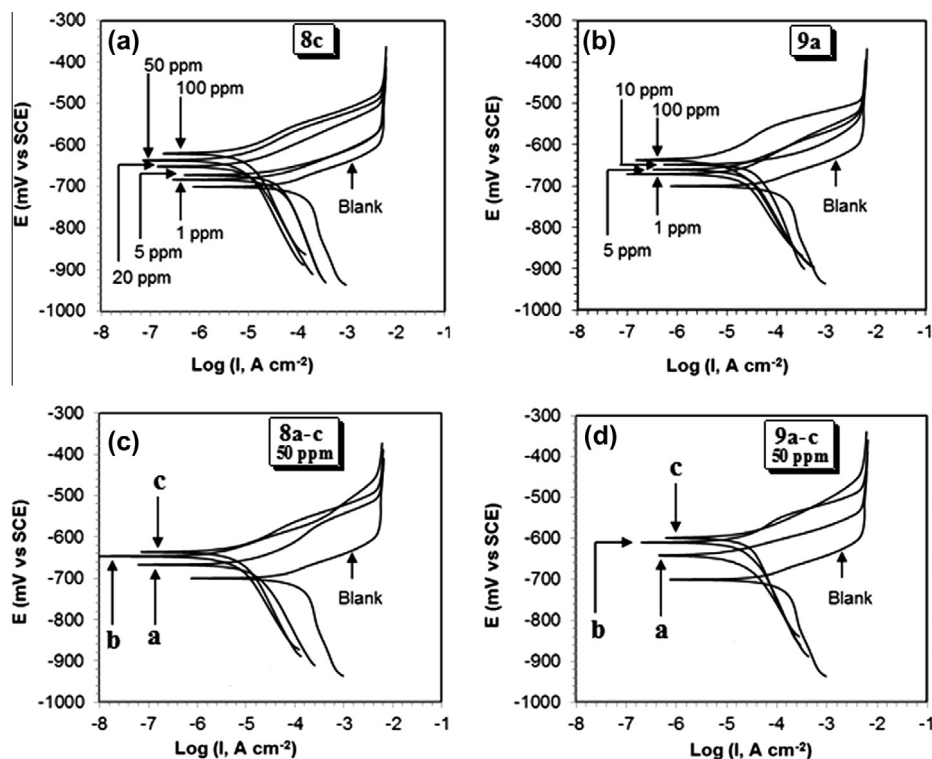 (a)
8c
-300
-400
-500
-600
-700
-800
-900
-1000
E (mV vs SCE)
50 ppm
100 ppm
1 ppm
5 ppm
20 ppm
Blank
-8 -7 -6 -5 -4 -3 -2 -1
Log (I, A cm-2)
(b)
9a
-300
-400
-500
-600
-700
-800
-900
-1000
E (mV vs SCE)
10 ppm
100 ppm
1 ppm
5 ppm
Blank
-8 -7 -6 -5 -4 -3 -2 -1
Log (I, A cm-2)
(c)
8a-c
50 ppm
-300
-400
-500
-600
-700
-800
-900
-1000
E (mV vs SCE)
c
b
a
Blank
-8 -7 -6 -5 -4 -3 -2 -1
Log (I, A cm-2)
(d)
9a-c
50 ppm
-300
-400
-500
-600
-700
-800
-900
-1000
E (mV vs SCE)
c
b
a
Blank
-8 -7 -6 -5 -4 -3 -2 -1
Log (I, A cm-2)